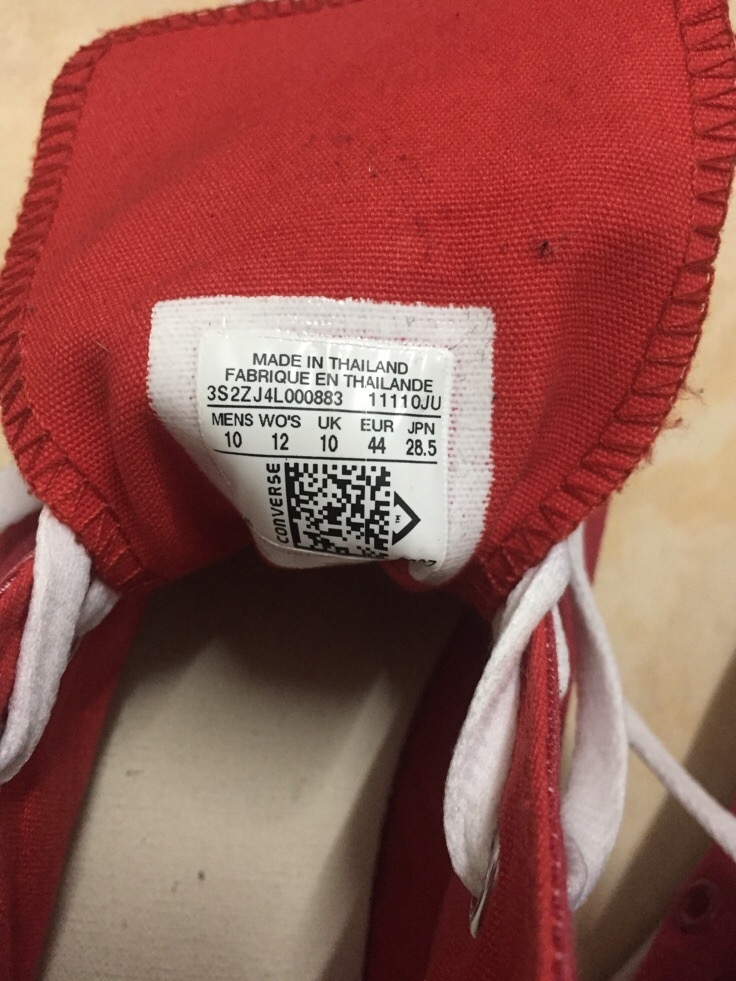 MADE IN THAILAND
FABRIQUE EN THAILANDE
3S2ZJ4L000883 11110JU
MENS WO'S UK EUR JPN
10 12 10 44 28.5
CONVERSE
™